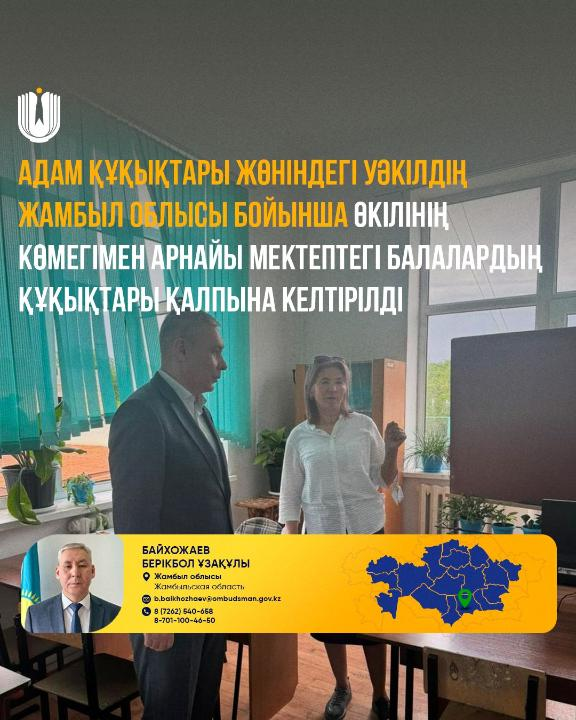 АДАМ ҚҰҚЫҚТАРЫ ЖӨНІНДЕГІ УӘКІЛДІҢ
ЖАМБЫЛ ОБЛЫСЫ БОЙЫНША ӨКІЛІНІҢ
КӨМЕГІМЕН АРНАЙЫ МЕКТЕПТЕГІ БАЛАЛАРДЫҢ
ҚҰҚЫҚТАРЫ ҚАЛПЫНА КЕЛТІРІЛДІ
БАЙХОЖАЕВ
БЕРІКБОЛ ҰЗАҚҰЛЫ
Жамбыл облысы
Жамбыльская область
b.baikhozhaev@ombudsman.gov.kz
8 (7262) 540-658
8-701-100-46-50